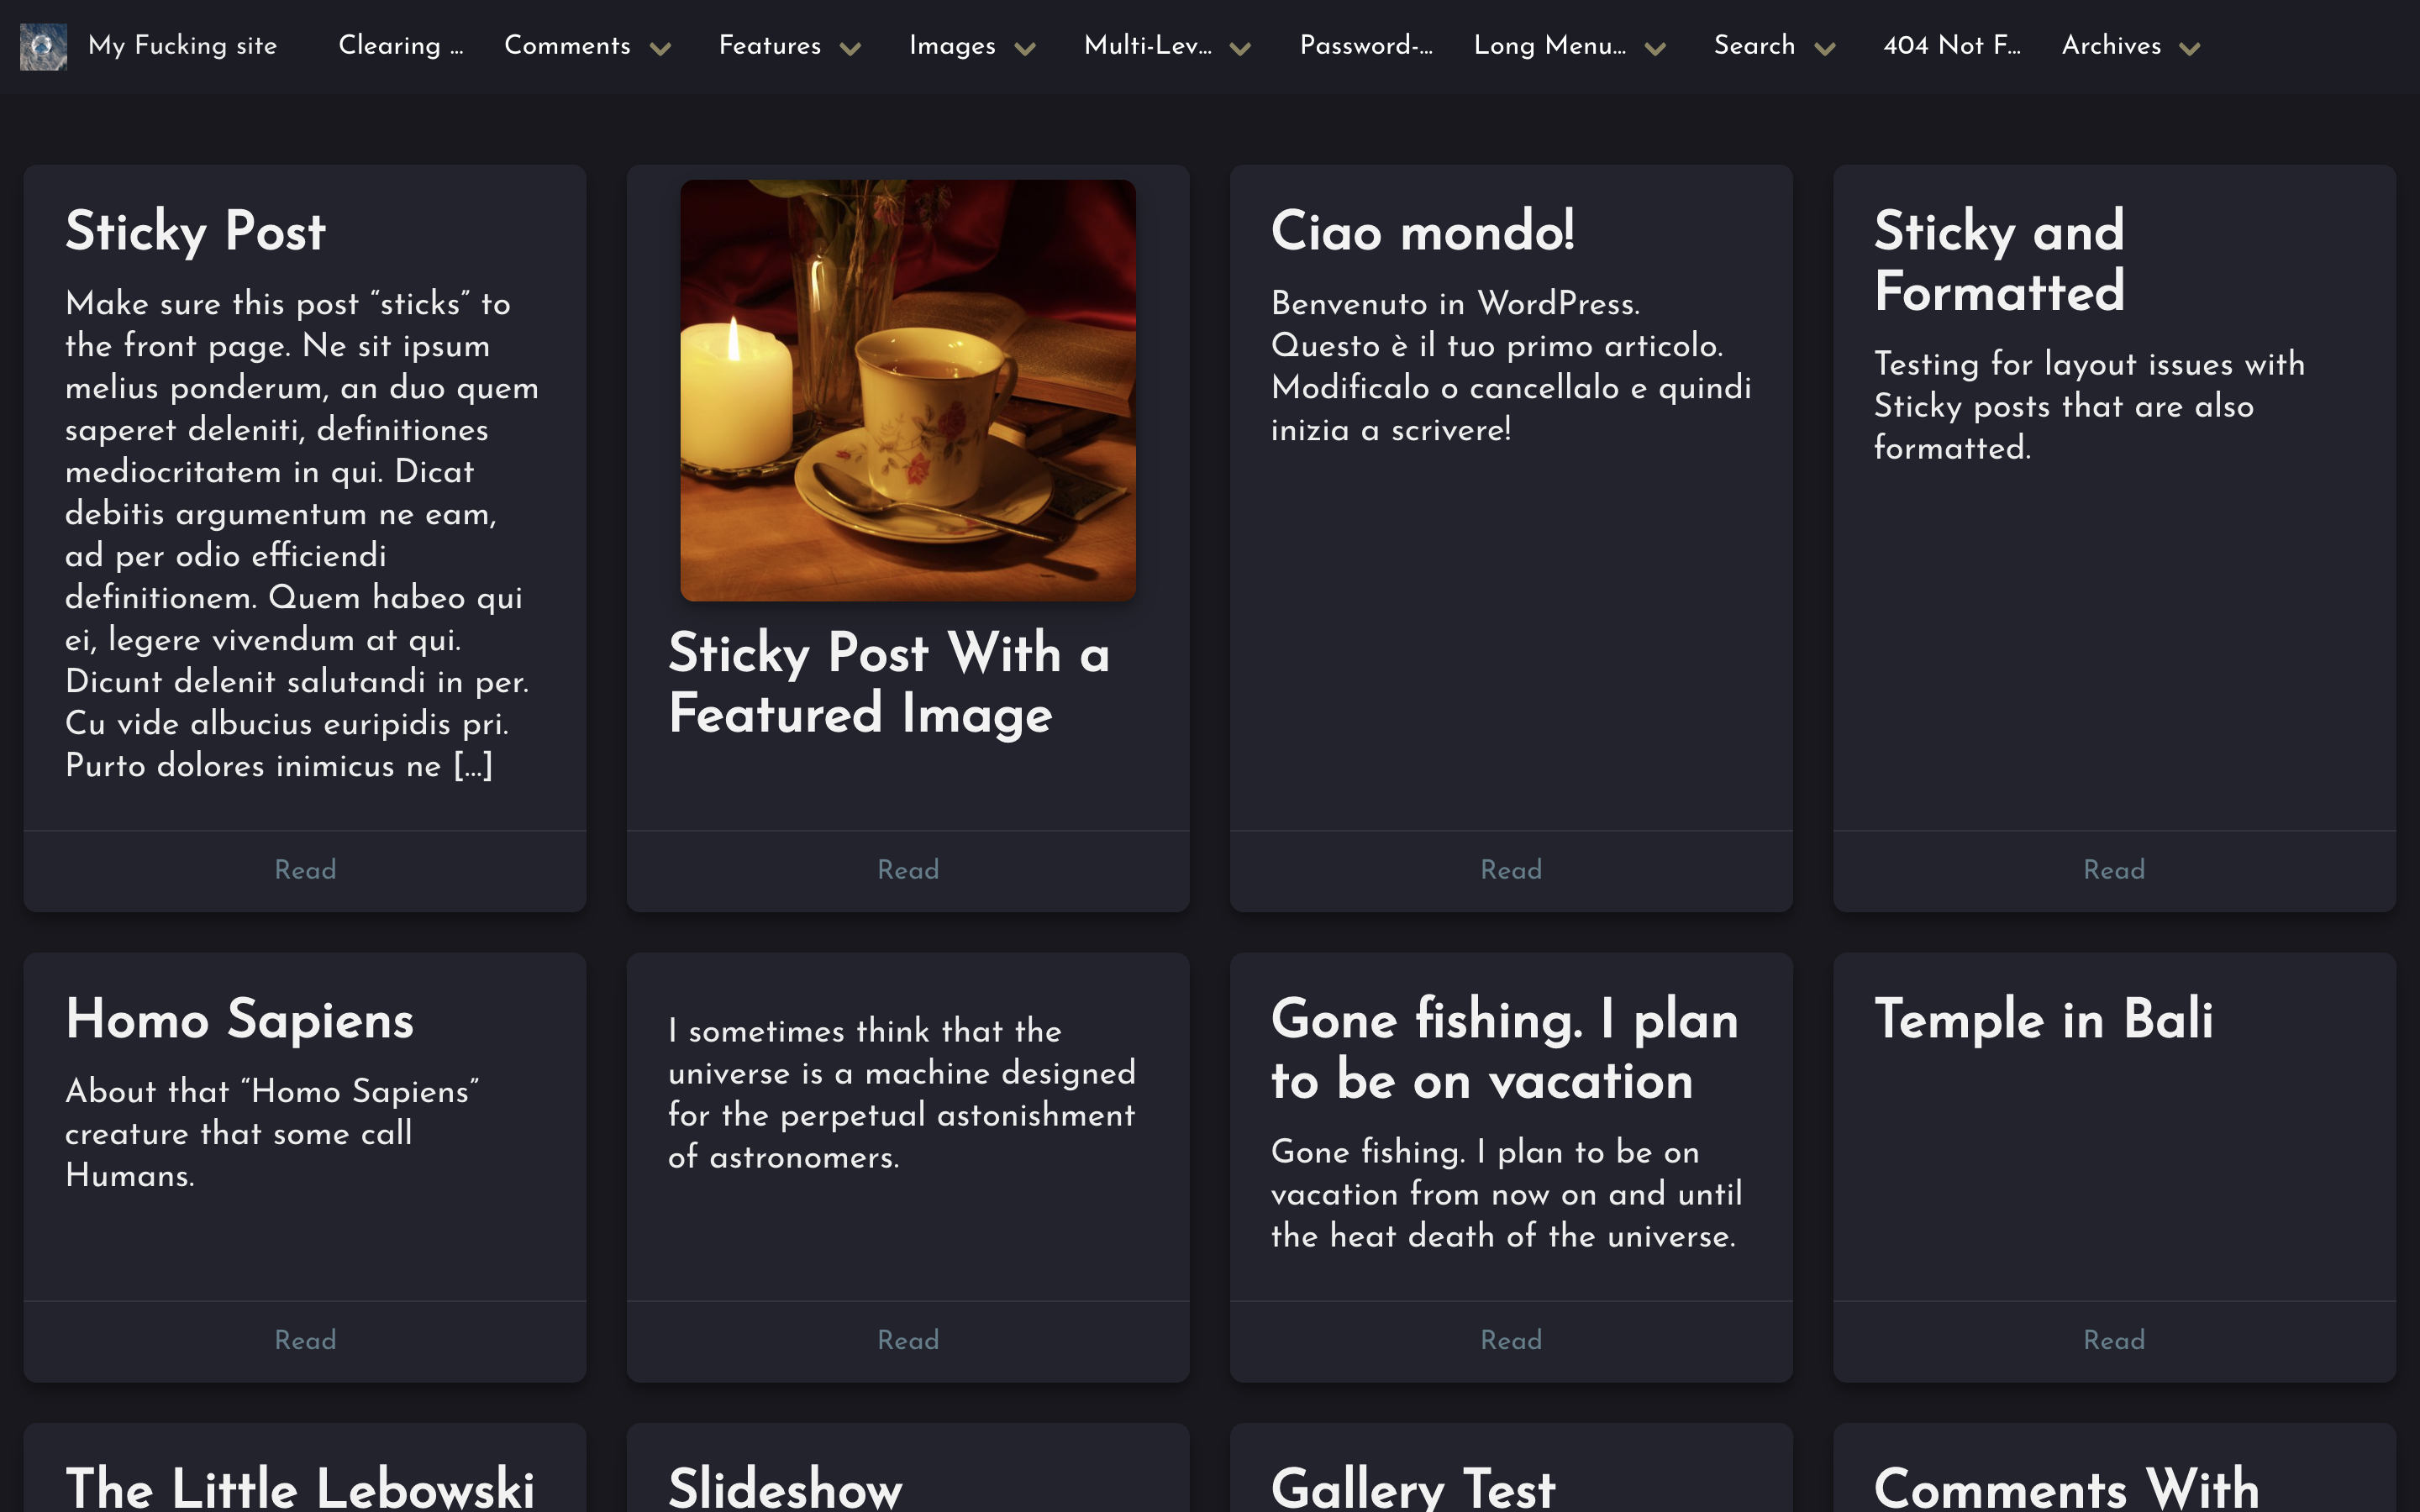 My Fucking site Clearing ... Comments Features Images Multi-Lev... Password-... Long Menu... Search 404 Not F... Archives
Sticky Post
Make sure this post “sticks” to
the front page. Ne sit ipsum
melius ponderum, an duo quem
saperet deleniti, definitiones
mediocritatem in qui. Dicat
debitis argumentum ne eam,
ad per odio efficiendi
definitionem. Quem habeo qui
ei, legere vivendum at qui.
Dicunt delenit salutandi in per.
Cu vide albucius euripidis pri.
Purto dolores inimicus ne [...]
Read
Sticky Post With a
Featured Image
Read
Ciao mondo!
Benvenuto in WordPress.
Questo è il tuo primo articolo.
Modificalo o cancellalo e quindi
inizia a scrivere!
Read
Sticky and
Formatted
Testing for layout issues with
Sticky posts that are also
formatted.
Read
Homo Sapiens
About that “Homo Sapiens”
creature that some call
Humans.
Read
I sometimes think that the
universe is a machine designed
for the perpetual astonishment
of astronomers.
Read
Gone fishing. I plan
to be on vacation
Gone fishing. I plan to be on
vacation from now on and until
the heat death of the universe.
Read
Temple in Bali
Read
The Little Lebowski
Slideshow
Gallery Test
Comments With